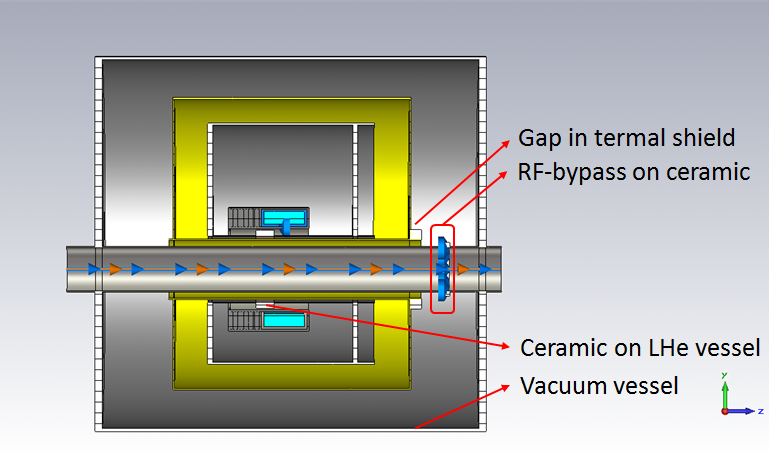 Gap in termal shield
RF-bypass on ceramic
Ceramic on LHe vessel
Vacuum vessel
y
z